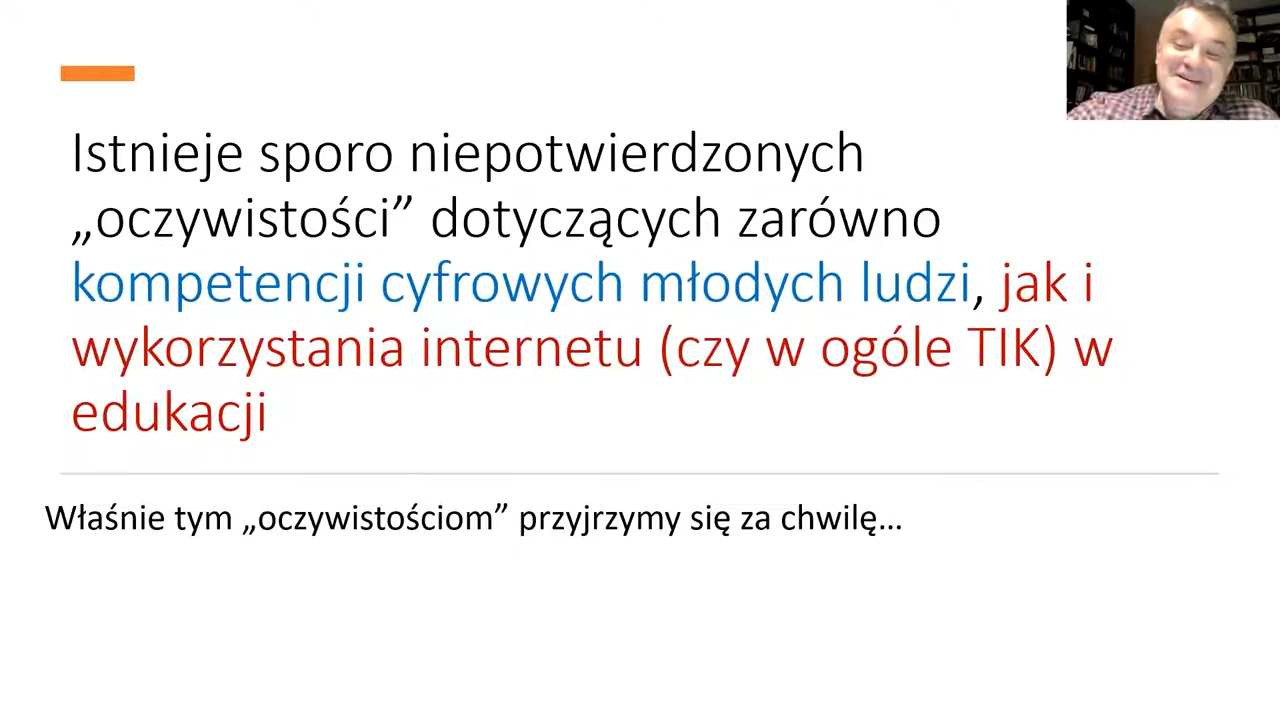 Istnieje sporo niepotwierdzonych
„oczywistości” dotyczących zarówno
kompetencji cyfrowych młodych ludzi, jak i
wykorzystania internetu (czy w ogóle TIK) w
edukacji
Właśnie tym „oczywistościom” przyjrzymy się za chwilę...